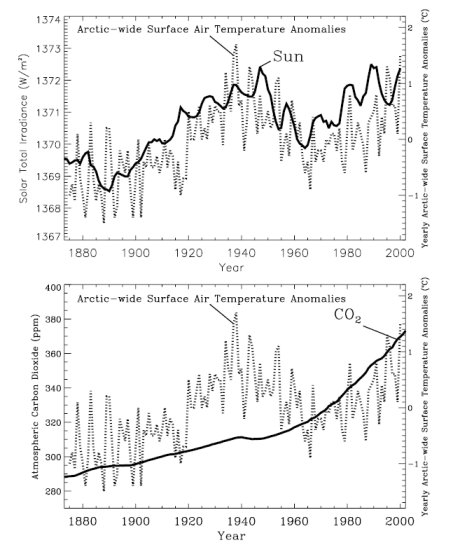 Arctic-wide Surface Air Temperature Anomalies
Sun
Solar Total Irradiance (W/m²)
1374
1373
1372
1371
1370
1369
1368
1367
2
1
0
-1
Yearly Arctic-wide Surface Temperature Anomalies (°C)
1880 1900 1920 1940 1960 1980 2000
Year
Arctic-wide Surface Air Temperature Anomalies
CO₂
Atmospheric Carbon Dioxide (ppm)
400
380
360
340
320
300
280
2
1
0
-1
Yearly Arctic-wide Surface Temperature Anomalies (°C)
1880 1900 1920 1940 1960 1980 2000
Year